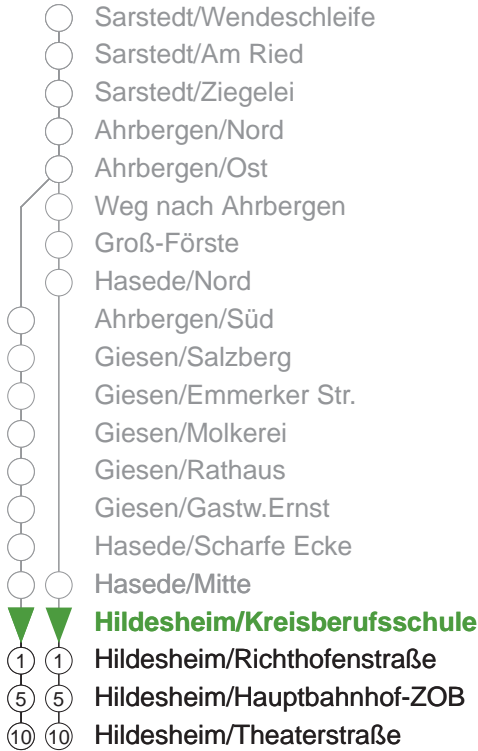 Sarstedt/Wendeschleife
Sarstedt/Am Ried
Sarstedt/Ziegelei
Ahrbergen/Nord
Ahrbergen/Ost
Weg nach Ahrbergen
Groß-Förste
Hasede/Nord
Ahrbergen/Süd
Giesen/Salzberg
Giesen/Emmerker Str.
Giesen/Molkerei
Giesen/Rathaus
Giesen/Gastw.Ernst
Hasede/Scharfe Ecke
Hasede/Mitte
Hildesheim/Kreisberufsschule
1 1 Hildesheim/Richthofenstraße
5 5 Hildesheim/Hauptbahnhof-ZOB
10 10 Hildesheim/Theaterstraße